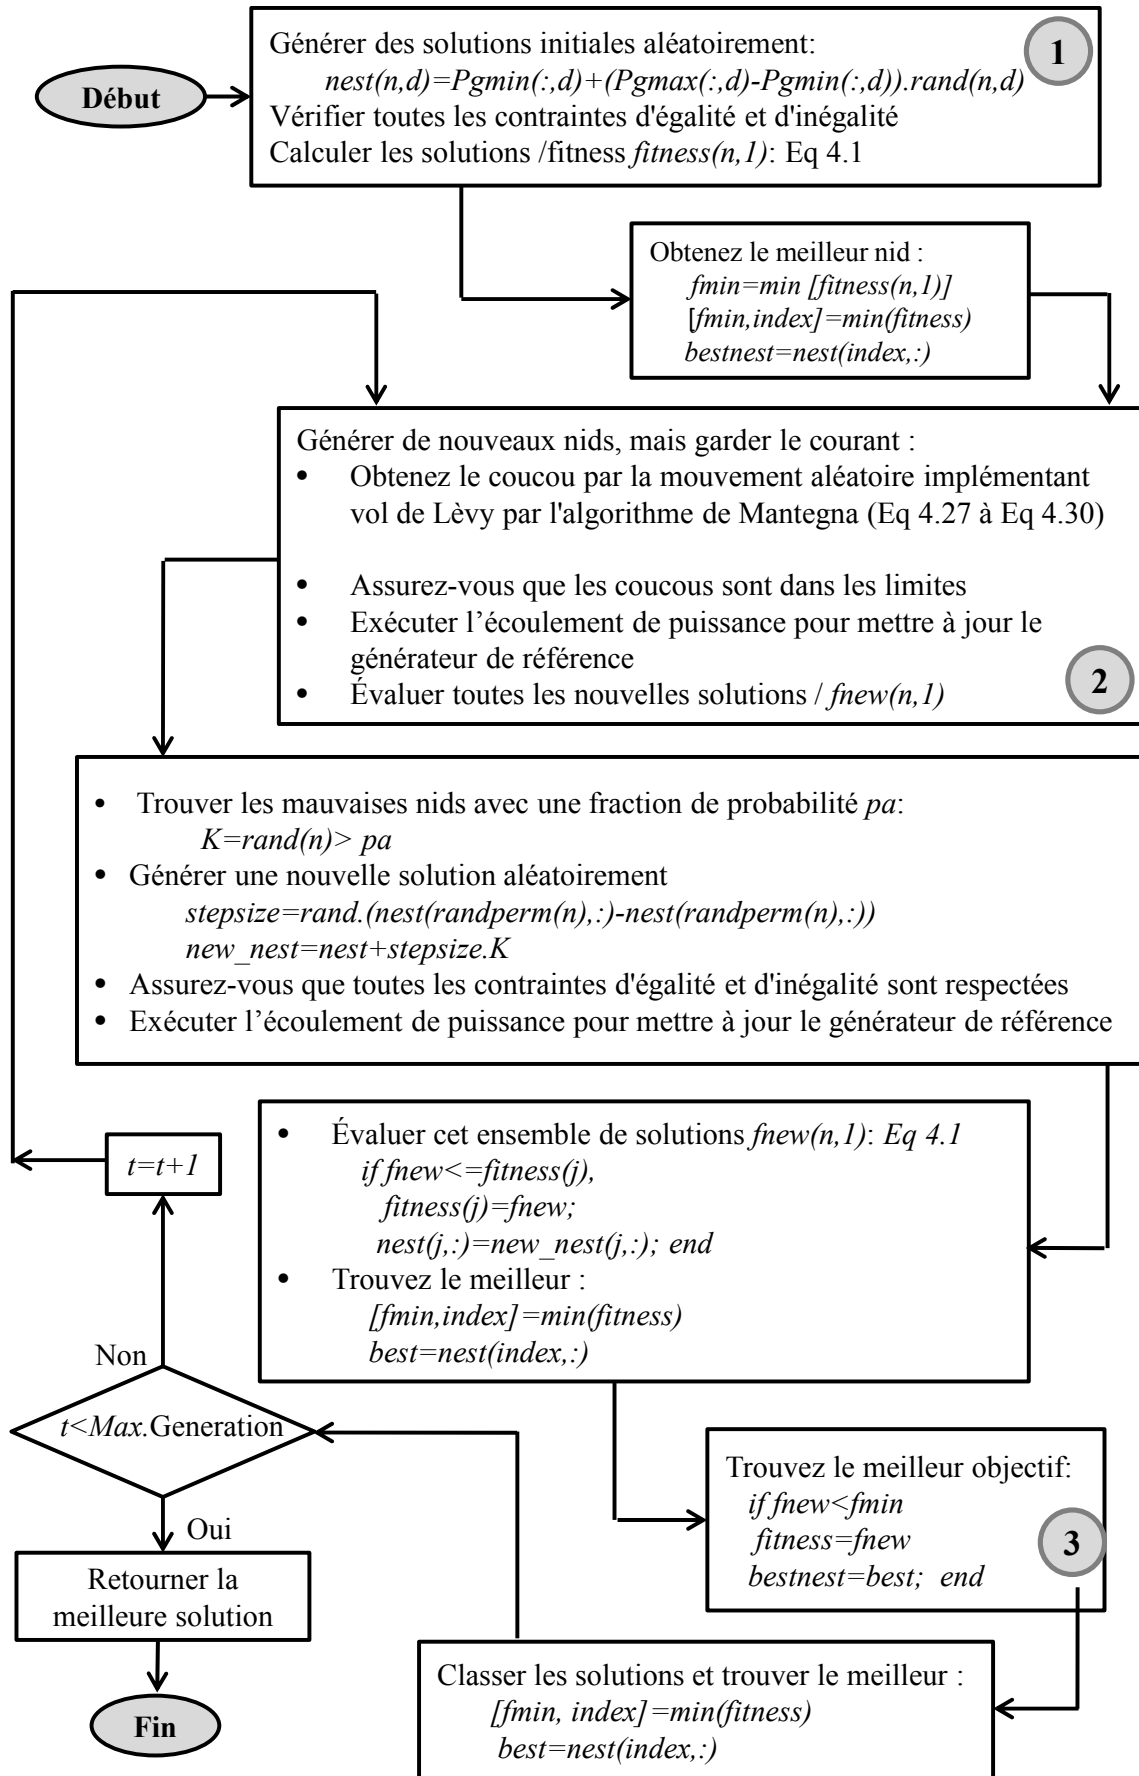 Début
Générer des solutions initiales aléatoirement:
nest(n,d)=Pgmin(:,d)+(Pgmax(:,d)-Pgmin(:,d)).rand(n,d)
Vérifier toutes les contraintes d'égalité et d'inégalité
Calculer les solutions /fitness fitness(n,1): Eq 4.1
1
Obtenez le meilleur nid :
fmin=min [fitness(n,1)]
[fmin,index]=min(fitness)
bestnest=nest(index,:)
Générer de nouveaux nids, mais garder le courant :
• Obtenez le coucou par la mouvement aléatoire implémentant
vol de Lèvy par l'algorithme de Mantegna (Eq 4.27 à Eq 4.30)
• Assurez-vous que les coucous sont dans les limites
• Exécuter l’écoulement de puissance pour mettre à jour le
générateur de référence
• Évaluer toutes les nouvelles solutions / fnew(n,1)
2
• Trouver les mauvaises nids avec une fraction de probabilité pa:
K=rand(n)> pa
• Générer une nouvelle solution aléatoirement
stepsize=rand.(nest(randperm(n),:)-nest(randperm(n),:))
new_nest=nest+stepsize.K
• Assurez-vous que toutes les contraintes d'égalité et d'inégalité sont respectées
• Exécuter l’écoulement de puissance pour mettre à jour le générateur de référence
• Évaluer cet ensemble de solutions fnew(n,1): Eq 4.1
if fnew<=fitness(j),
fitness(j)=fnew;
nest(j,:)=new_nest(j,:); end
• Trouvez le meilleur :
[fmin,index]=min(fitness)
best=nest(index,:)
t=t+1
Non
t<Max.Generation
Oui
Trouvez le meilleur objectif:
if fnew<fmin
fitness=fnew
bestnest=best; end
3
Retourner la
meilleure solution
Classer les solutions et trouver le meilleur :
[fmin, index]=min(fitness)
best=nest(index,:)
Fin